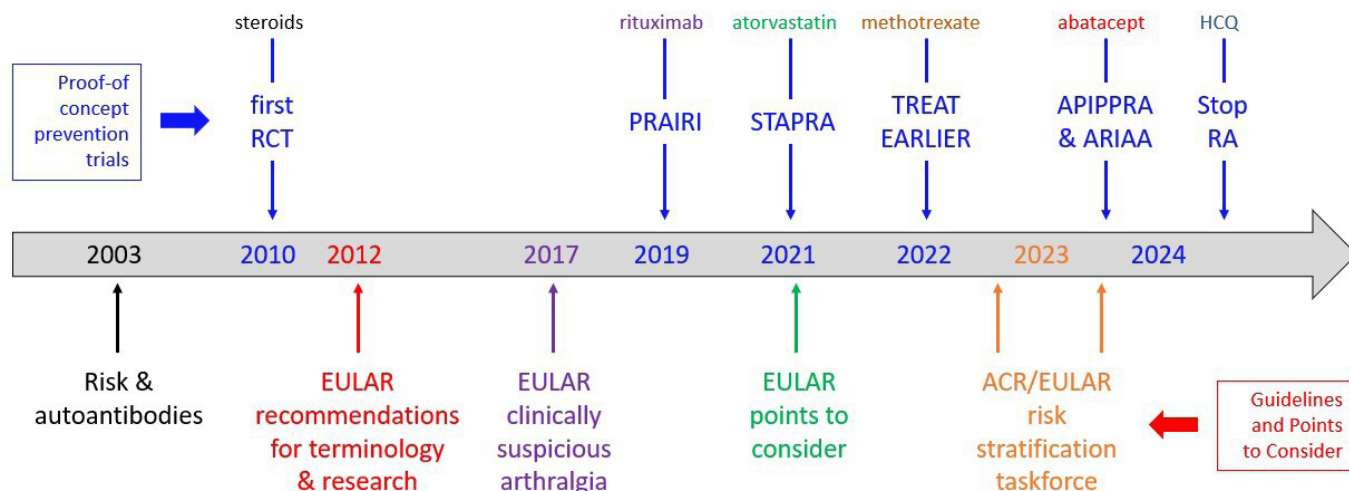 steroids
rituximab
atorvastatin
methotrexate
abatacept
HCQ
Proof-of
concept
prevention
trials
first
RCT
PRAIRI
STAPRA
TREAT
EARLIER
APIPPRA
& ARIAA
Stop
RA
2003
2010
2012
2017
2019
2021
2022
2023
2024
Risk &
autoantibodies
EULAR
recommendations
for terminology
& research
EULAR
clinically
suspicious
arthralgia
EULAR
points to
consider
ACR/EULAR
risk
stratification
taskforce
Guidelines
and Points
to Consider